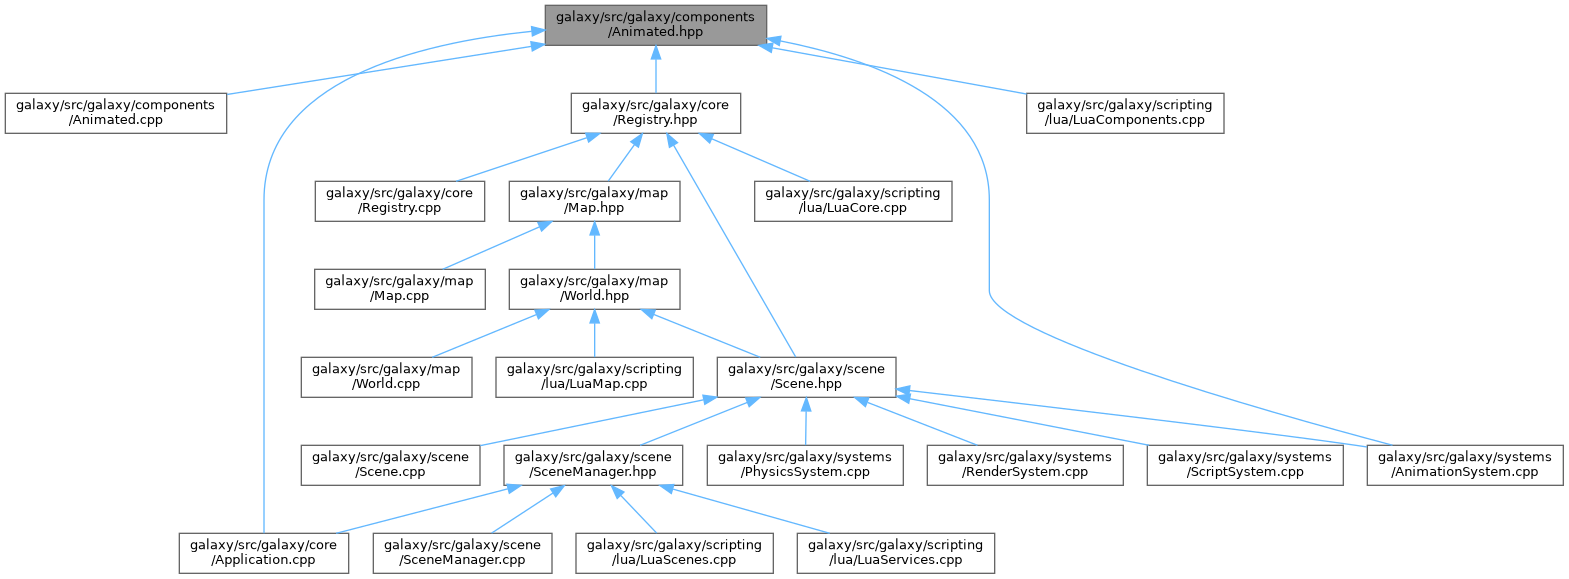 galaxy/src/galaxy/components
/Animated.hpp
galaxy/src/galaxy/components
/Animated.cpp
galaxy/src/galaxy/core
/Registry.hpp
galaxy/src/galaxy/scripting
/lua/LuaComponents.cpp
galaxy/src/galaxy/core
/Registry.cpp
galaxy/src/galaxy/map
/Map.hpp
galaxy/src/galaxy/scripting
/lua/LuaCore.cpp
galaxy/src/galaxy/map
/Map.cpp
galaxy/src/galaxy/map
/World.hpp
galaxy/src/galaxy/map
/World.cpp
galaxy/src/galaxy/scripting
/lua/LuaMap.cpp
galaxy/src/galaxy/scene
/Scene.hpp
galaxy/src/galaxy/scene
/Scene.cpp
galaxy/src/galaxy/scene
/SceneManager.hpp
galaxy/src/galaxy/systems
/PhysicsSystem.cpp
galaxy/src/galaxy/systems
/RenderSystem.cpp
galaxy/src/galaxy/systems
/ScriptSystem.cpp
galaxy/src/galaxy/systems
/AnimationSystem.cpp
galaxy/src/galaxy/core
/Application.cpp
galaxy/src/galaxy/scene
/SceneManager.cpp
galaxy/src/galaxy/scripting
/lua/LuaScenes.cpp
galaxy/src/galaxy/scripting
/lua/LuaServices.cpp